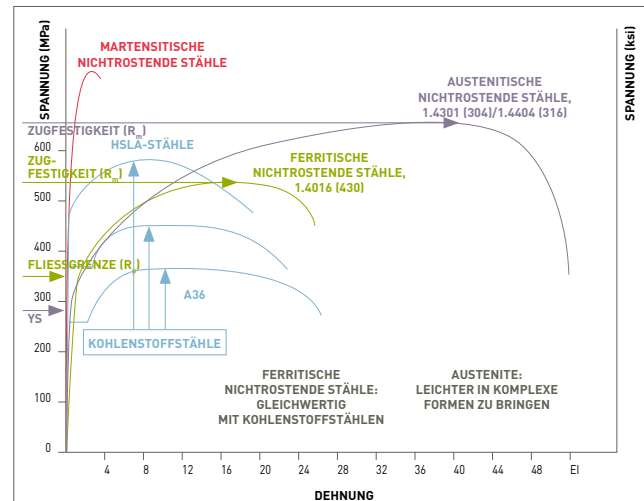 SPANNUNG (MPa)
SPANNUNG (ksi)
MARTENSITISCHE
NICHTROSTENDE STÄHLE
AUSTENITISCHE
NICHTROSTENDE STÄHLE,
1.4301 (304)/1.4404 (316)
ZUGFESTIGKEIT (Rm)
HSLA-STÄHLE
600
ZUG-
FESTIGKEIT (Rm)
FERRITISCHE
NICHTROSTENDE STÄHLE,
1.4016 (430)
500
400
FLIESSGRENZE (Rp)
A36
300
YS
KOHLENSTOFFSTÄHLE
200
FERRITISCHE
NICHTROSTENDE STÄHLE:
GLEICHWERTIG
MIT KOHLENSTOFFSTÄHLEN
AUSTENITE:
LEICHTER IN KOMPLEXE
FORMEN ZU BRINGEN
100
0
4 8 12 16 20 24 28 32 36 40 44 48 El
DEHNUNG